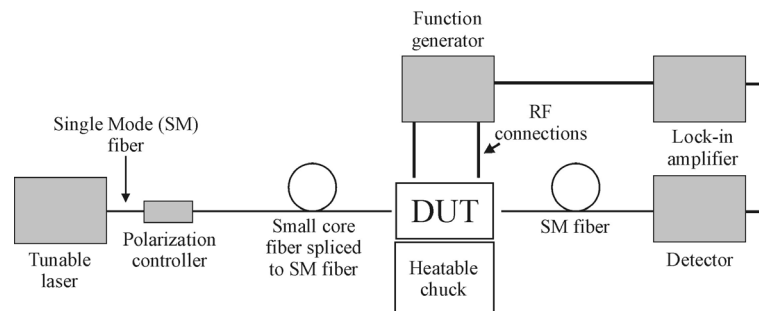 Function
generator
Single Mode (SM)
fiber
RF
connections
Lock-in
amplifier
DUT
Tunable
laser
Polarization
controller
Small core
fiber spliced
to SM fiber
Heatable
chuck
SM fiber
Detector